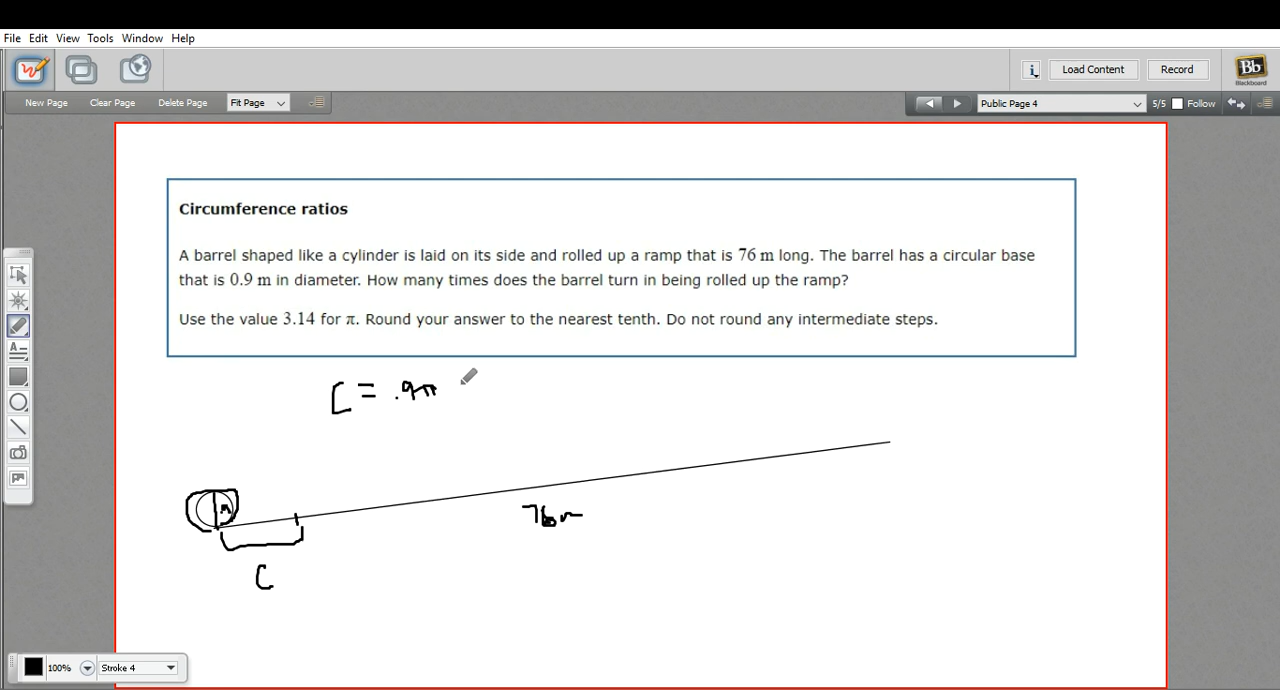 File Edit View Tools Window Help
i Load Content Record Bb
Blackboard
New Page Clear Page Delete Page Fit Page Public Page 4 5/5 Follow
Circumference ratios
A barrel shaped like a cylinder is laid on its side and rolled up a ramp that is 76 m long. The barrel has a circular base
that is 0.9 m in diameter. How many times does the barrel turn in being rolled up the ramp?
Use the value 3.14 for π. Round your answer to the nearest tenth. Do not round any intermediate steps.
C = .9π
76m
C
100% Stroke 4